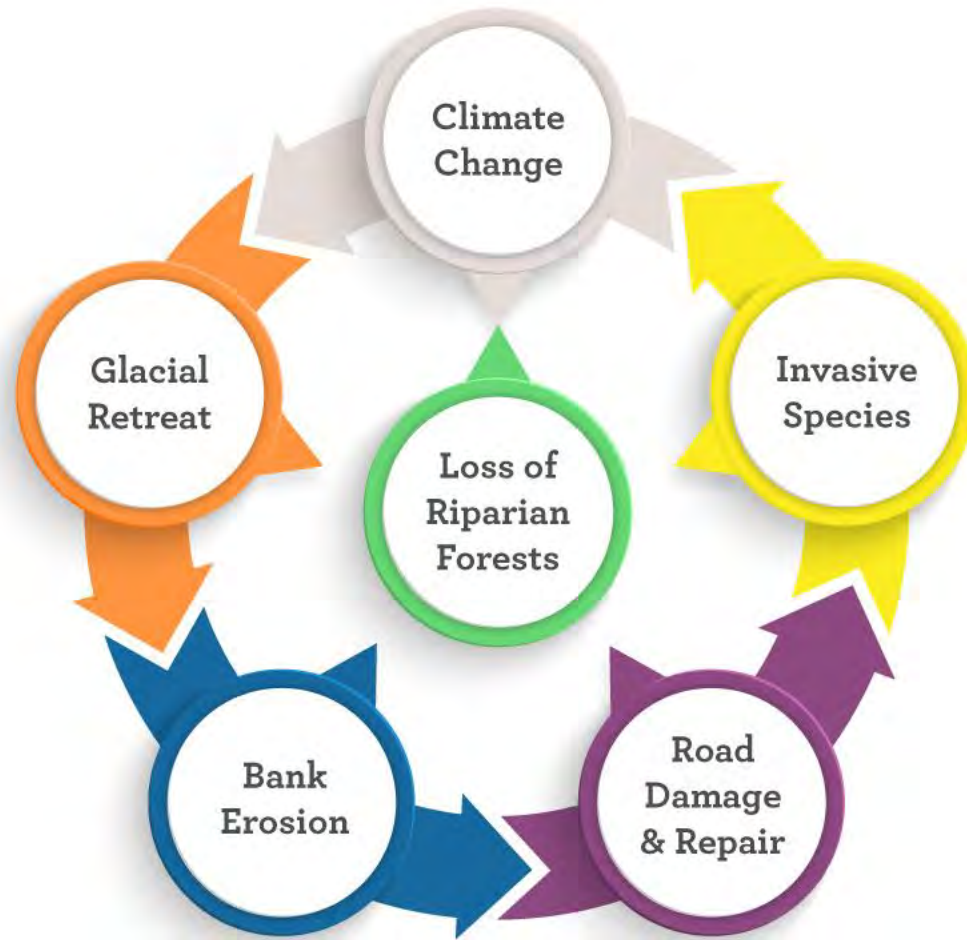 Climate
Change
Glacial
Retreat
Invasive
Species
Loss of
Riparian
Forests
Bank
Erosion
Road
Damage
& Repair